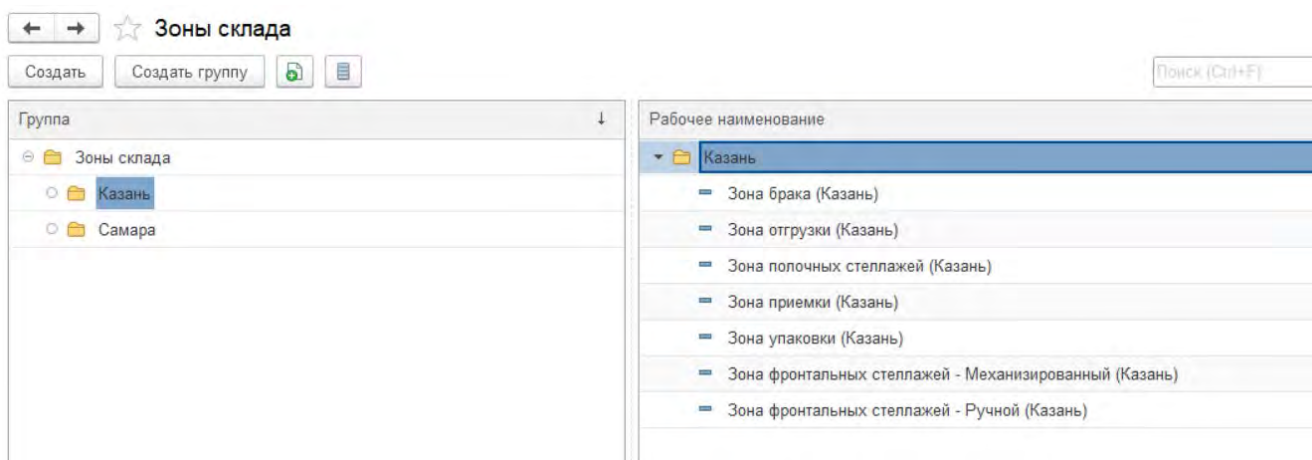 Зоны склада
Создать Создать группу Поиск (Ctrl+F)
Группа
Зоны склада
Казань
Самара
Рабочее наименование
Казань
Зона брака (Казань)
Зона отгрузки (Казань)
Зона полочных стеллажей (Казань)
Зона приемки (Казань)
Зона упаковки (Казань)
Зона фронтальных стеллажей - Механизированный (Казань)
Зона фронтальных стеллажей - Ручной (Казань)